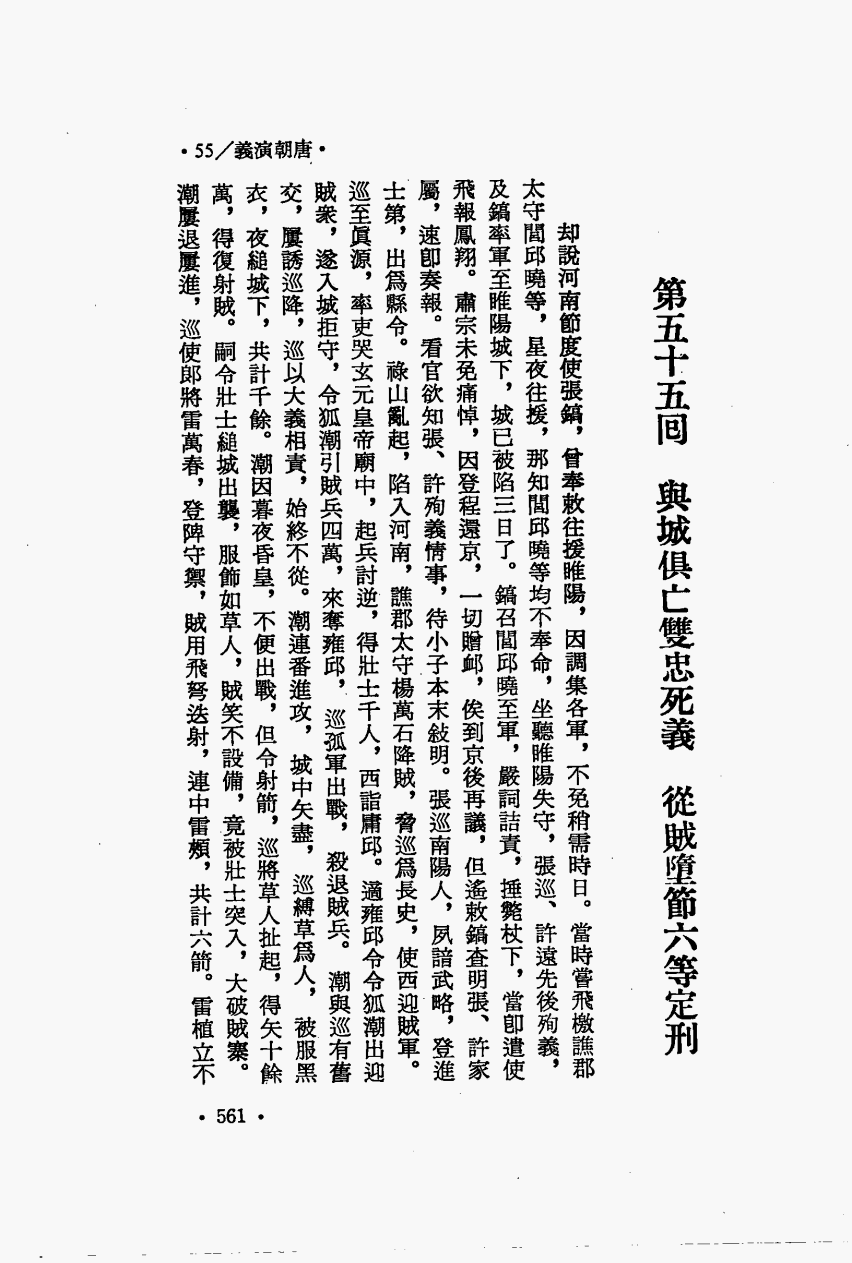 • 55／義演朝唐 •
第五十五回　與城俱亡雙忠死義　從賊墮節六等定刑
却說河南節度使張鎬，曾奉敕往援睢陽，因調集各軍，不免稍需時日。當時嘗飛檄譙郡
太守閭邱曉等，星夜往援，那知閭邱曉等均不奉命，坐聽睢陽失守，張巡、許遠先後殉義，
及鎬率軍至睢陽城下，城已被陷三日了。鎬召閭邱曉至軍，嚴詞詰責，捶斃杖下，當卽遣使
飛報鳳翔。肅宗未免痛悼，因登程還京，一切贈卹，俟到京後再議，但遙敕鎬查明張、許家
屬，速卽奏報。看官欲知張、許殉義情事，待小子本末敍明。張巡南陽人，夙諳武略，登進
士第，出爲縣令。祿山亂起，陷入河南，譙郡太守楊萬石降賊，脅巡爲長史，使西迎賊軍。
巡至眞源，率吏哭玄元皇帝廟中，起兵討逆，得壯士千人，西詣庸邱。適雍邱令令狐潮出迎
賊衆，遂入城拒守，令狐潮引賊兵四萬，來奪雍邱，巡孤軍出戰，殺退賊兵。潮與巡有舊
交，屢誘巡降，巡以大義相責，始終不從。潮連番進攻，城中矢盡，巡縛草爲人，被服黑
衣，夜縋城下，共計千餘。潮因暮夜昏皇，不便出戰，但令射箭，巡將草人扯起，得矢十餘
萬，得復射賊。嗣令壯士縋城出襲，服飾如草人，賊笑不設備，竟被壯士突入，大破賊寨。
潮屢退屢進，巡使郎將雷萬春，登陴守禦，賊用飛弩迭射，連中雷頰，共計六箭。雷植立不
• 561 •